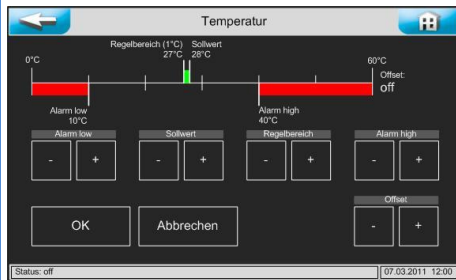 Temperatur
Regelbereich (1°C) Sollwert
27°C 28°C
0°C 60°C
Offset:
off
Alarm low
10°C
Alarm high
40°C
Alarm low Sollwert Regelbereich Alarm high
- + - + - + - +
Offset
OK Abbrechen - +
Status: off 07.03.2011 12:00